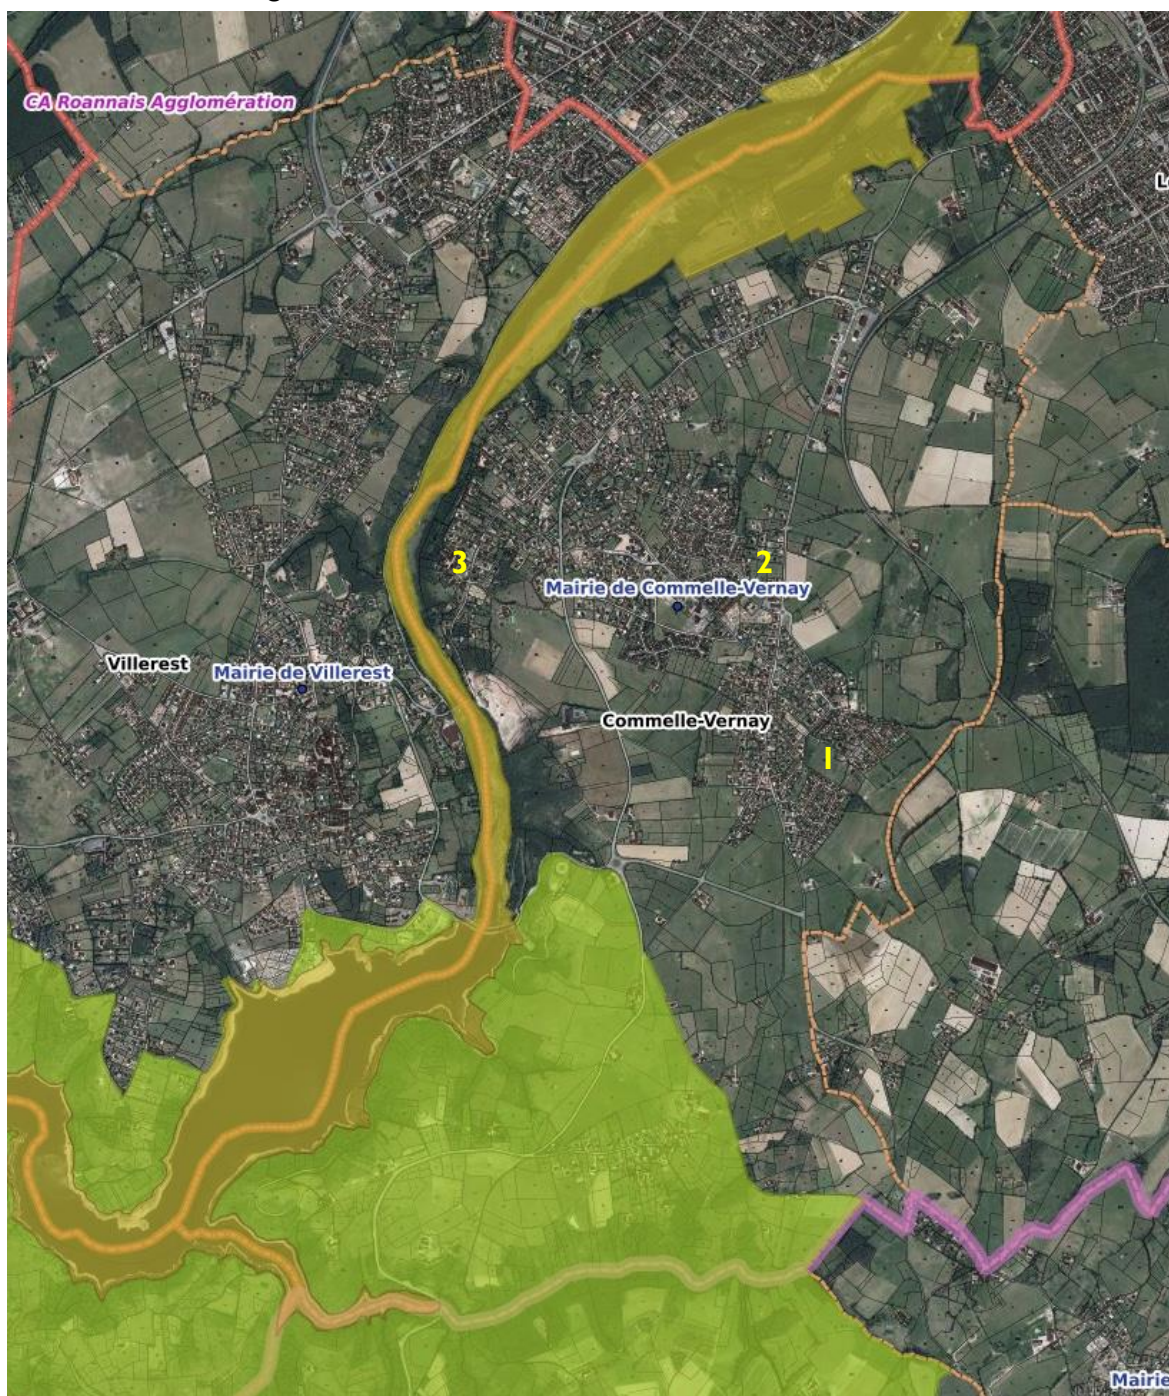 CA Roannais Agglomération
3
2
Mairie de Commelle-Vernay
Villerest
Mairie de Villerest
Commelle-Vernay
1
Mairie